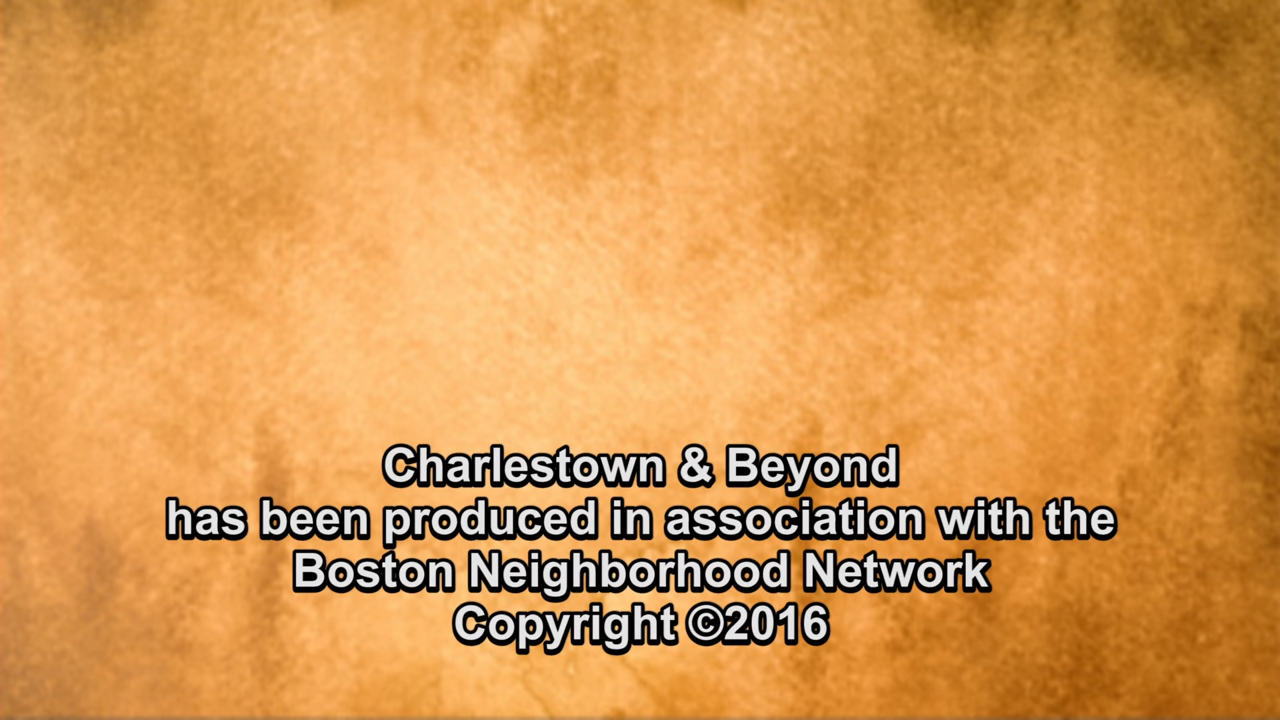 Charlestown & Beyond
has been produced in association with the
Boston Neighborhood Network
Copyright ©2016